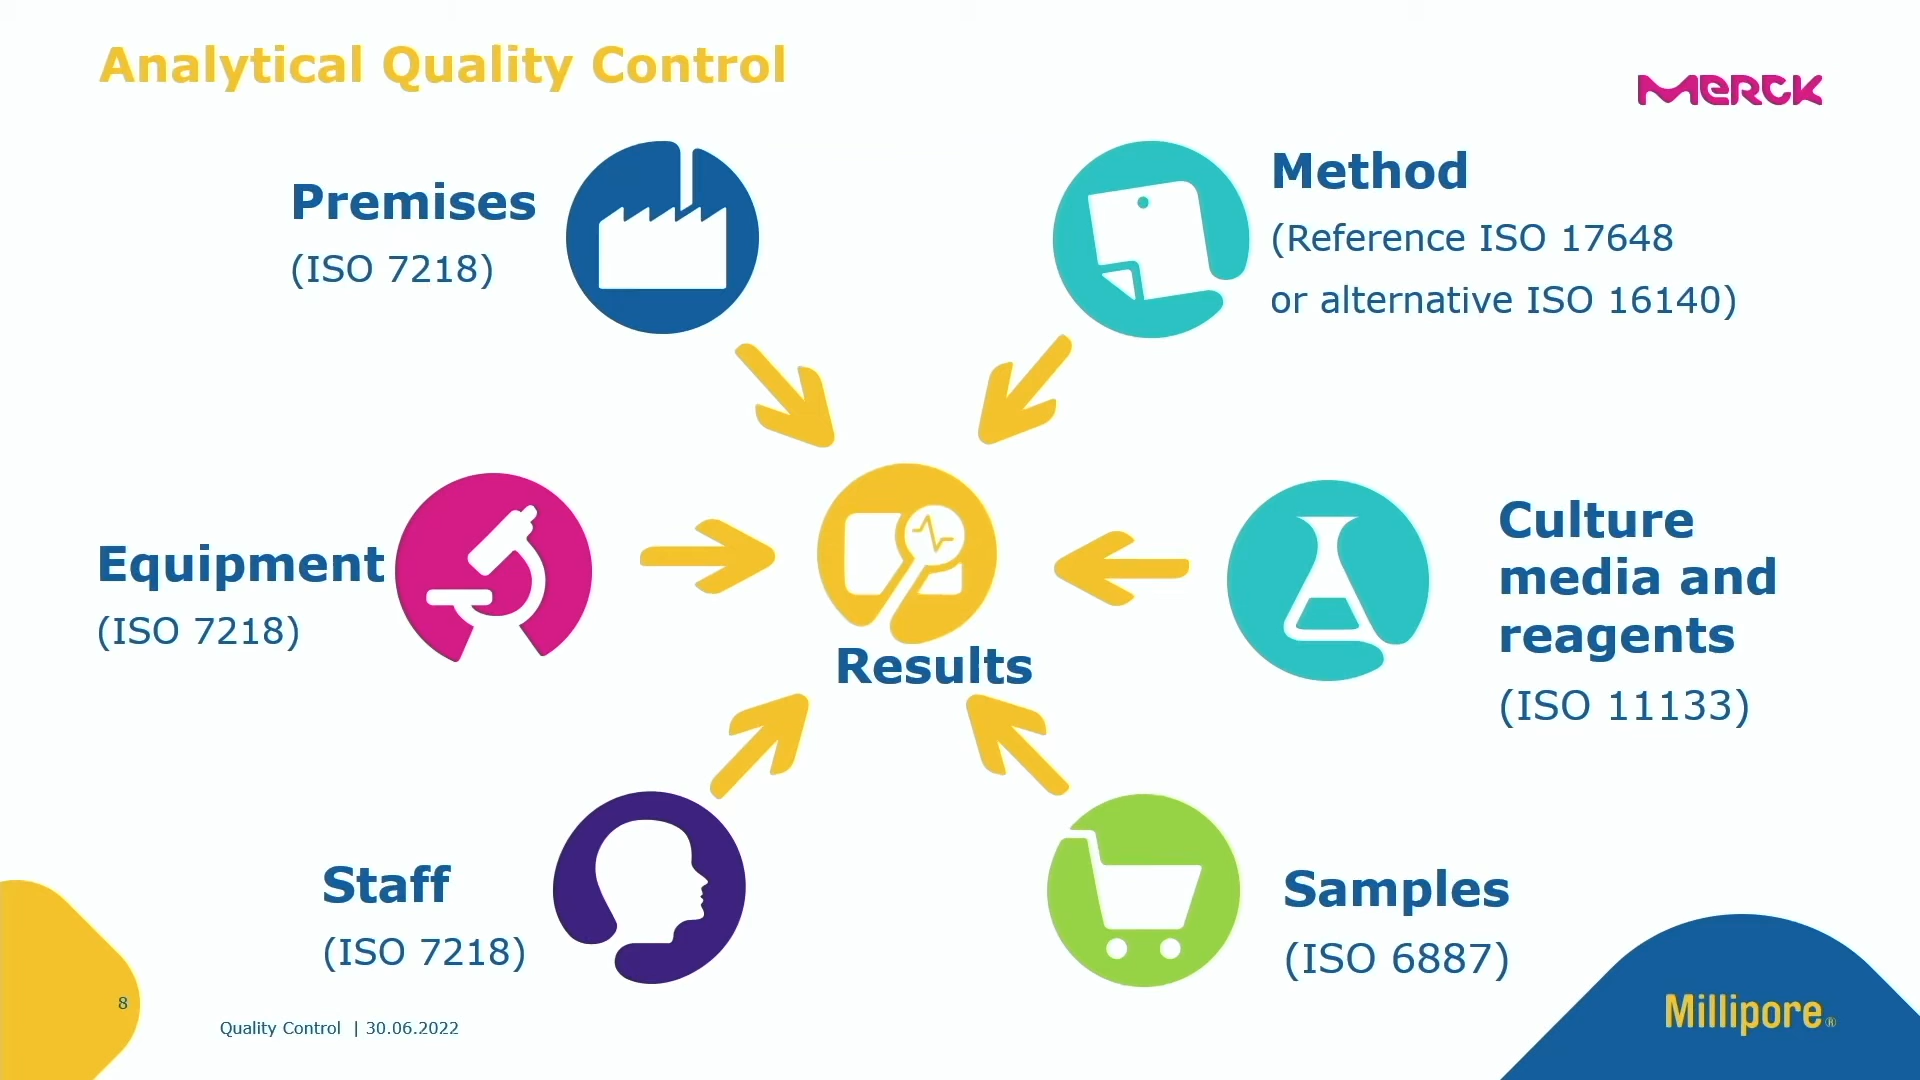 Analytical Quality Control
MERCK
Premises
(ISO 7218)
Method
(Reference ISO 17648
or alternative ISO 16140)
Equipment
(ISO 7218)
Results
Culture
media and
reagents
(ISO 11133)
Staff
(ISO 7218)
Samples
(ISO 6887)
8
Quality Control | 30.06.2022
Millipore®